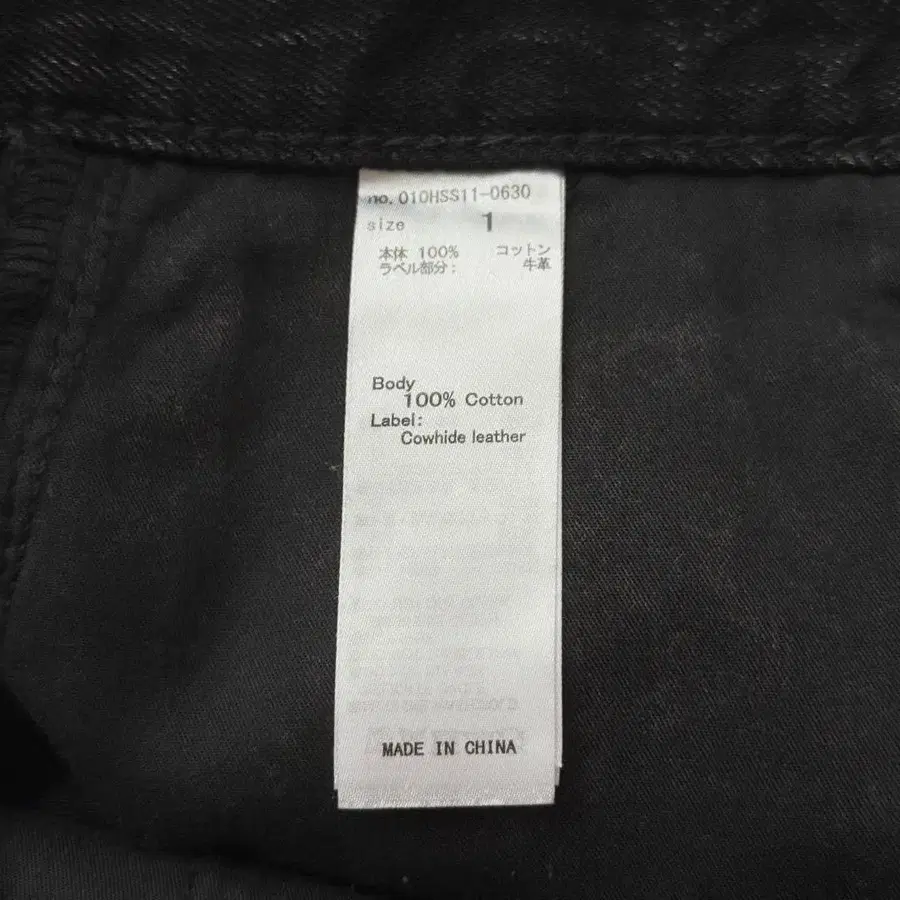 no. 010HSS11-0630
size 1
本体 100% コットン
ラベル部分: 牛革
Body
100% Cotton
Label:
Cowhide leather
MADE IN CHINA